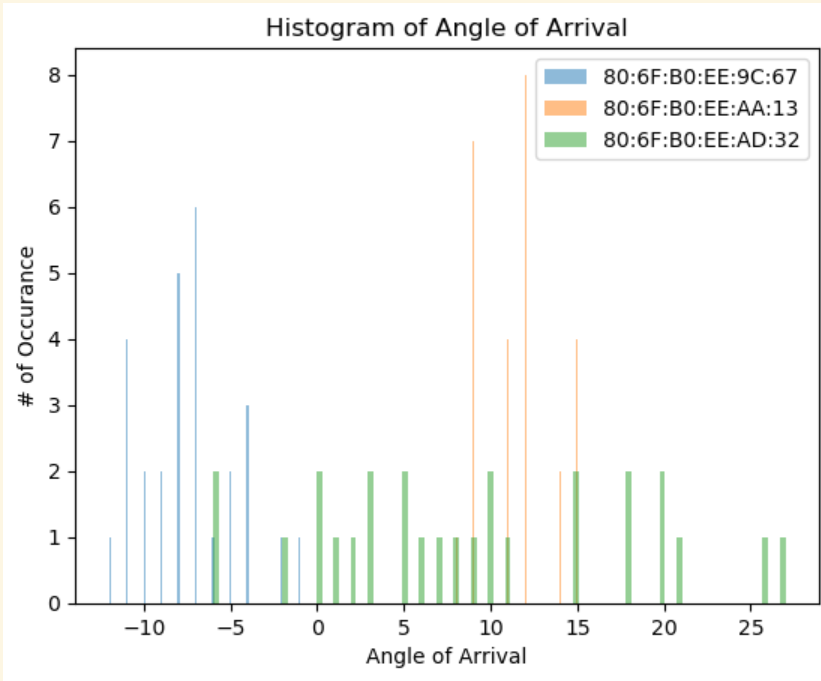 Histogram of Angle of Arrival
80:6F:B0:EE:9C:67
80:6F:B0:EE:AA:13
80:6F:B0:EE:AD:32
# of Occurance
8
7
6
5
4
3
2
1
0
−10 −5 0 5 10 15 20 25
Angle of Arrival